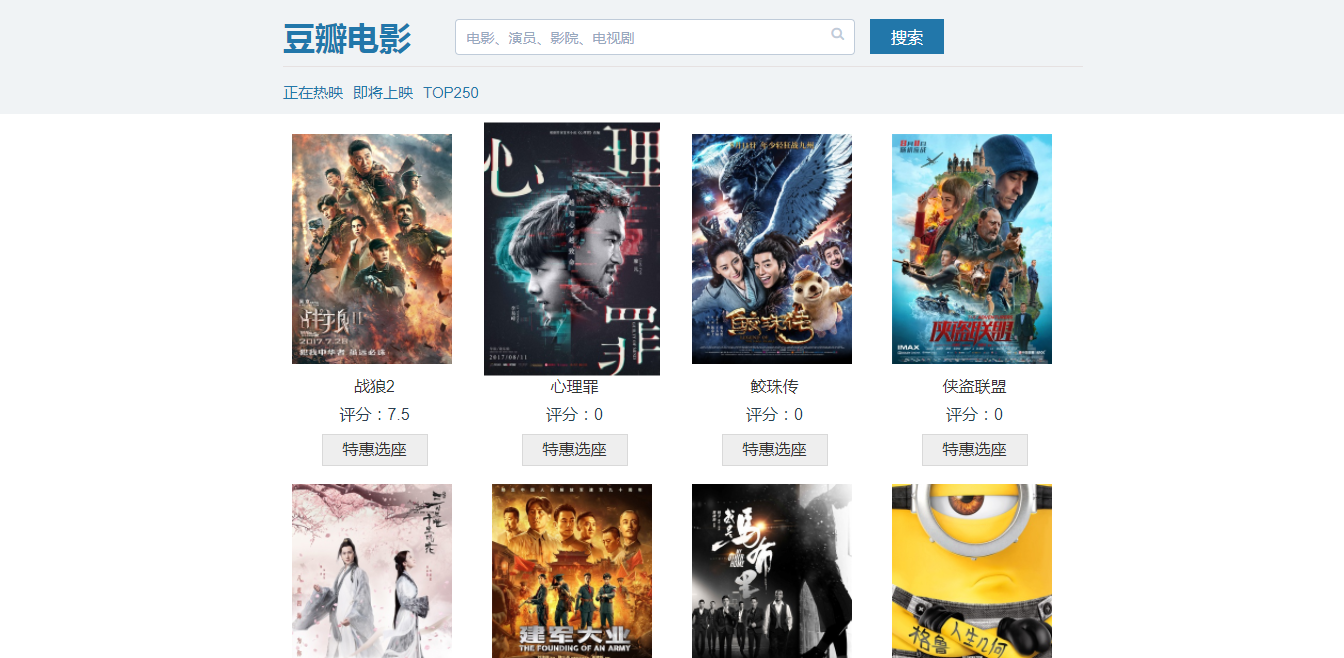 豆瓣电影
电影、演员、影院、电视剧
搜索
正在热映 即将上映 TOP250
战狼II
2017.7.28
心理罪
2017/08/11
鲛珠传
侠盗联盟
IMAX
战狼2
心理罪
鲛珠传
侠盗联盟
评分：7.5
评分：0
评分：0
评分：0
特惠选座
特惠选座
特惠选座
特惠选座
三生三世十里桃花
建军大业
THE FOUNDING OF AN ARMY
我是马布里
MY OTHER HOME
格鲁 人生几何